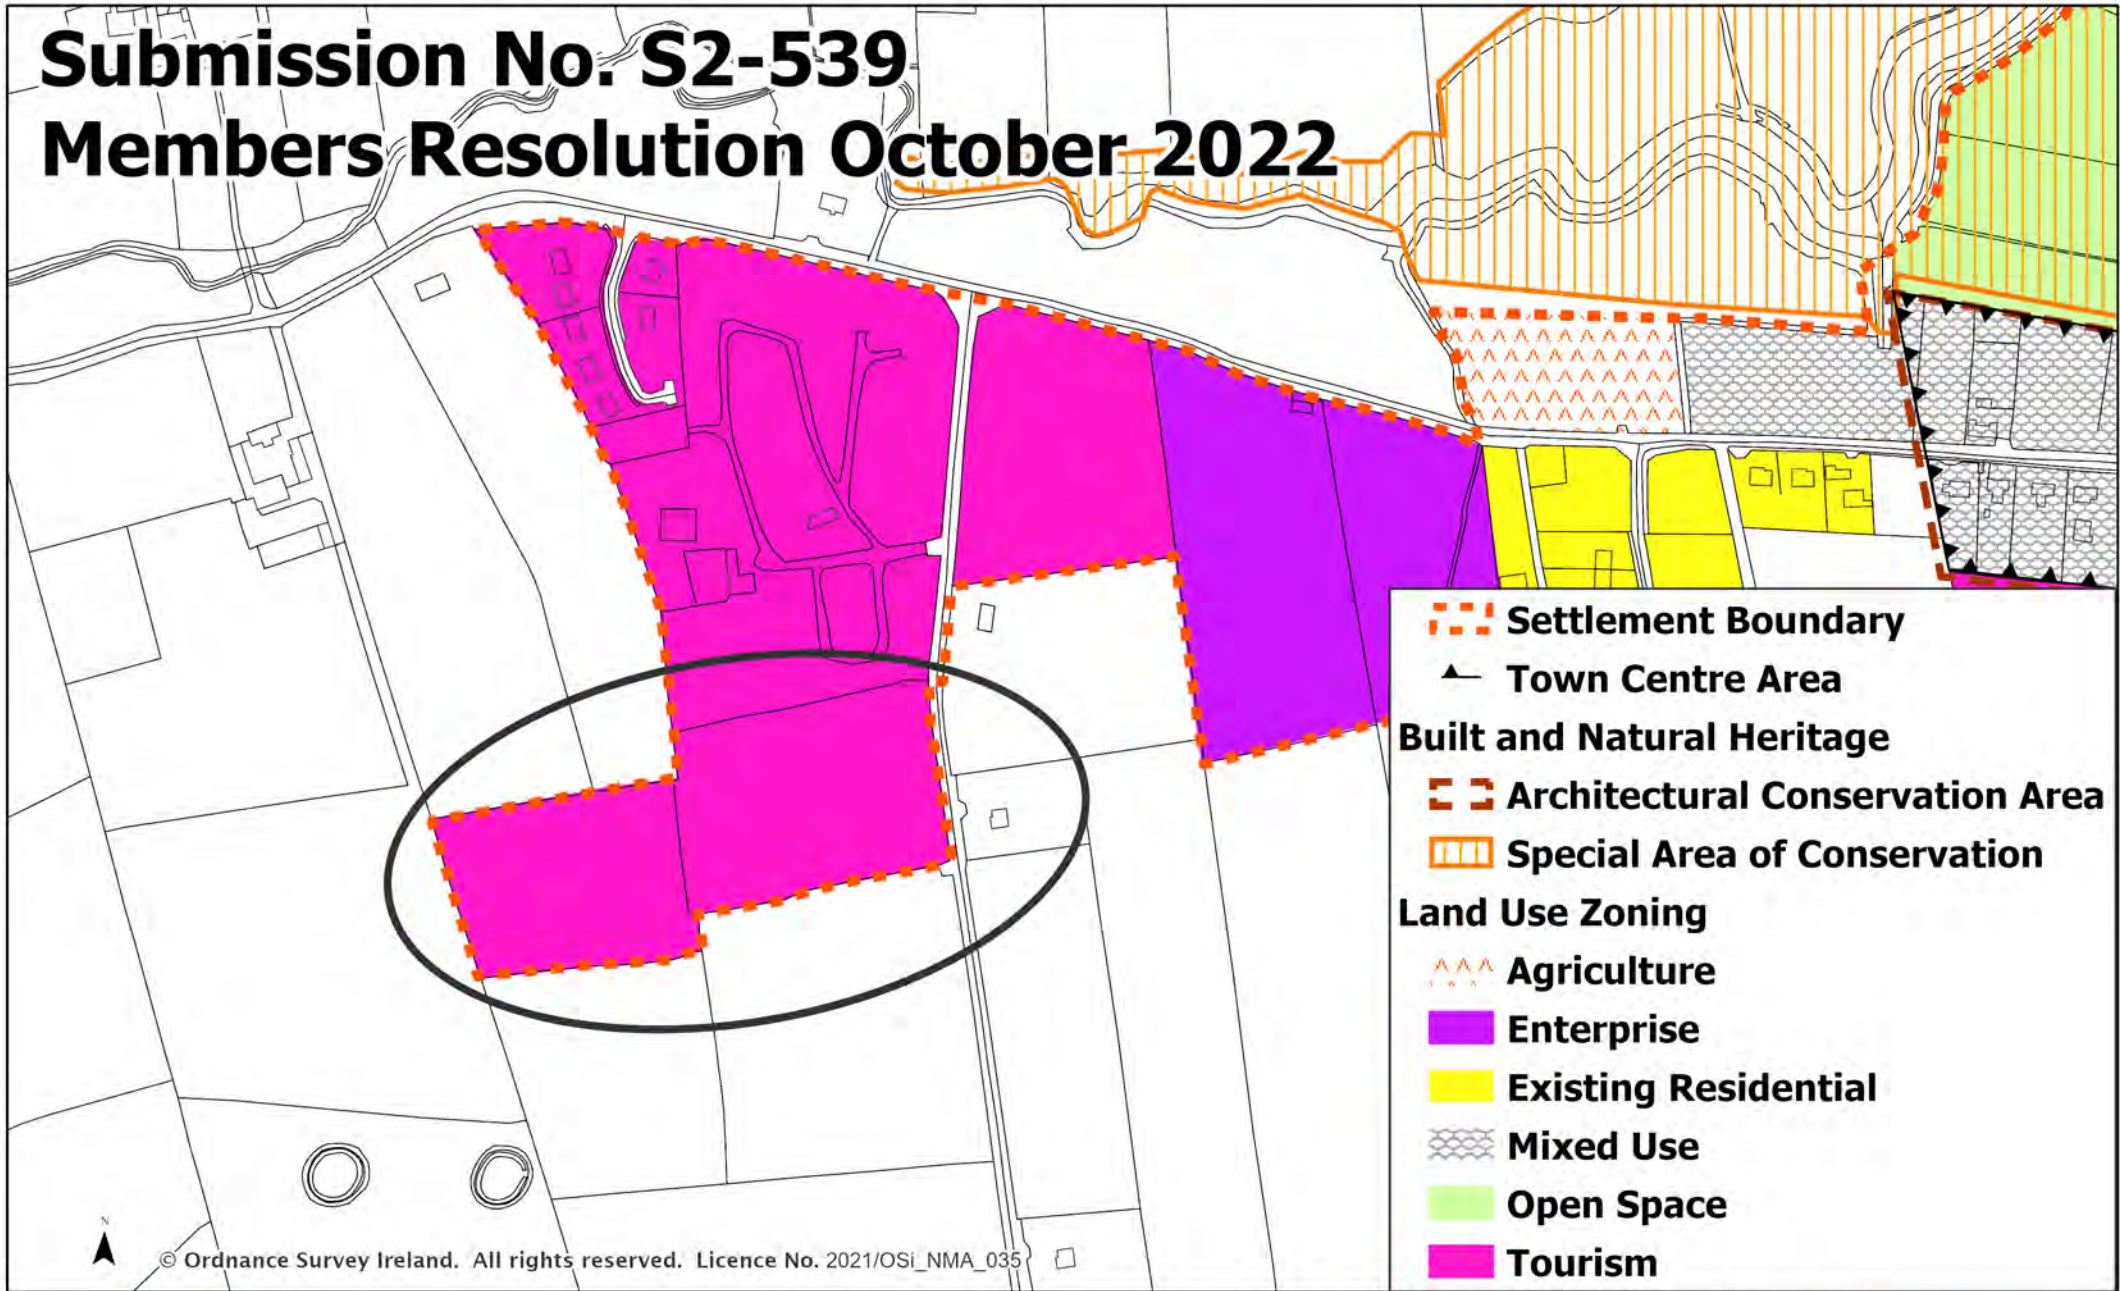 Submission No. S2-539
Members Resolution October 2022
Settlement Boundary
Town Centre Area
Built and Natural Heritage
Architectural Conservation Area
Special Area of Conservation
Land Use Zoning
Agriculture
Enterprise
Existing Residential
Mixed Use
Open Space
Tourism
N
© Ordnance Survey Ireland. All rights reserved. Licence No. 2021/OSi_NMA_035